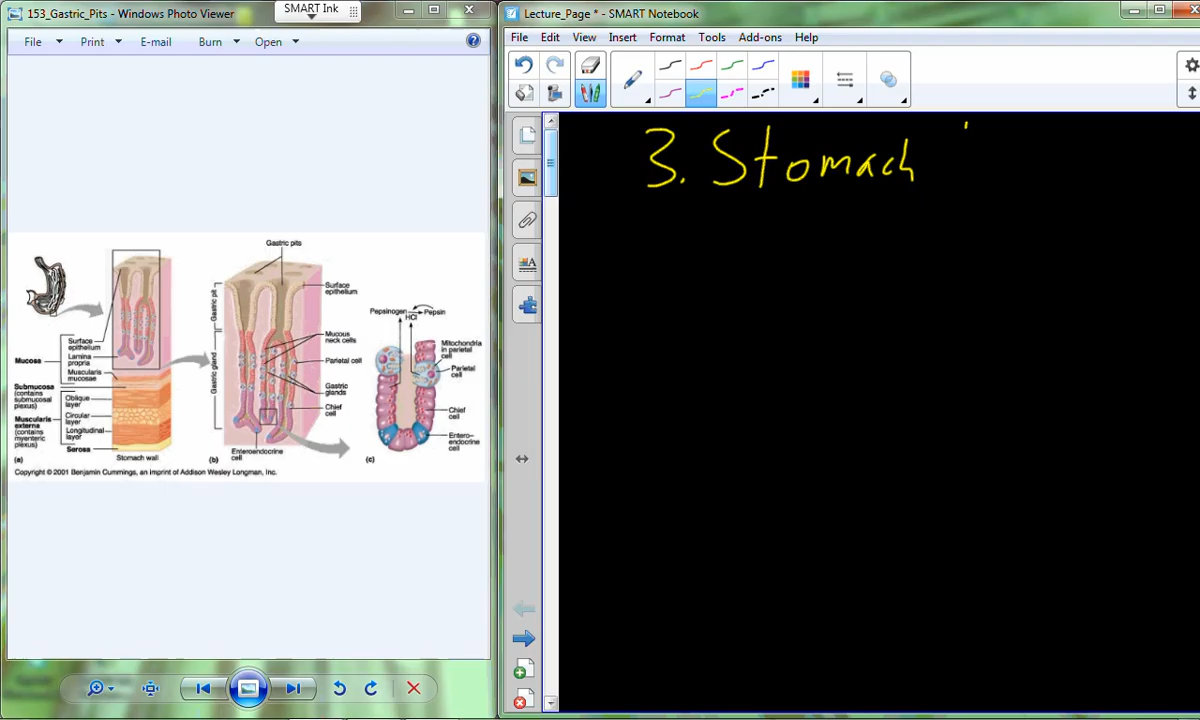 153_Gastric_Pits - Windows Photo Viewer
SMART Ink
File Print E-mail Burn Open
Gastric pits
Surface
epithelium
Gastric pit
Mucous
neck cells
Parietal cell
Gastric gland
Gastric
glands
Chief
cell
Enteroendocrine
cell
Surface
epithelium
Lamina
propria
Mucosa
Muscularis
mucosae
Submucosa
(contains
submucosal
plexus)
Oblique
layer
Muscularis
externa
(contains
myenteric
plexus)
Circular
layer
Longitudinal
layer
Serosa
Stomach wall
(a)
(b)
(c)
Pepsinogen
Pepsin
HCl
Mitochondria
in parietal
cell
Parietal
cell
Chief
cell
Entero-
endocrine
cell
Copyright © 2001 Benjamin Cummings, an imprint of Addison Wesley Longman, Inc.
Lecture_Page * - SMART Notebook
File Edit View Insert Format Tools Add-ons Help
3. Stomach